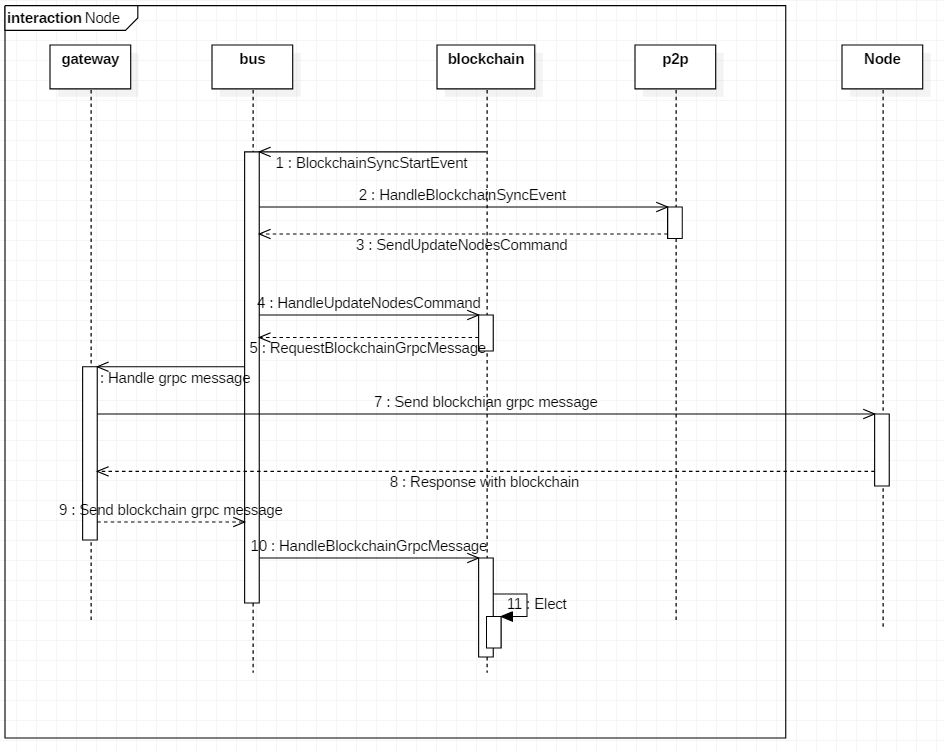 interaction Node
gateway
bus
blockchain
p2p
Node
1 : BlockchainSyncStartEvent
2 : HandleBlockchainSyncEvent
3 : SendUpdateNodesCommand
4 : HandleUpdateNodesCommand
5 : RequestBlockchainGrpcMessage
: Handle grpc message
7 : Send blockchian grpc message
8 : Response with blockchain
9 : Send blockchain grpc message
10 : HandleBlockchainGrpcMessage
11 : Elect